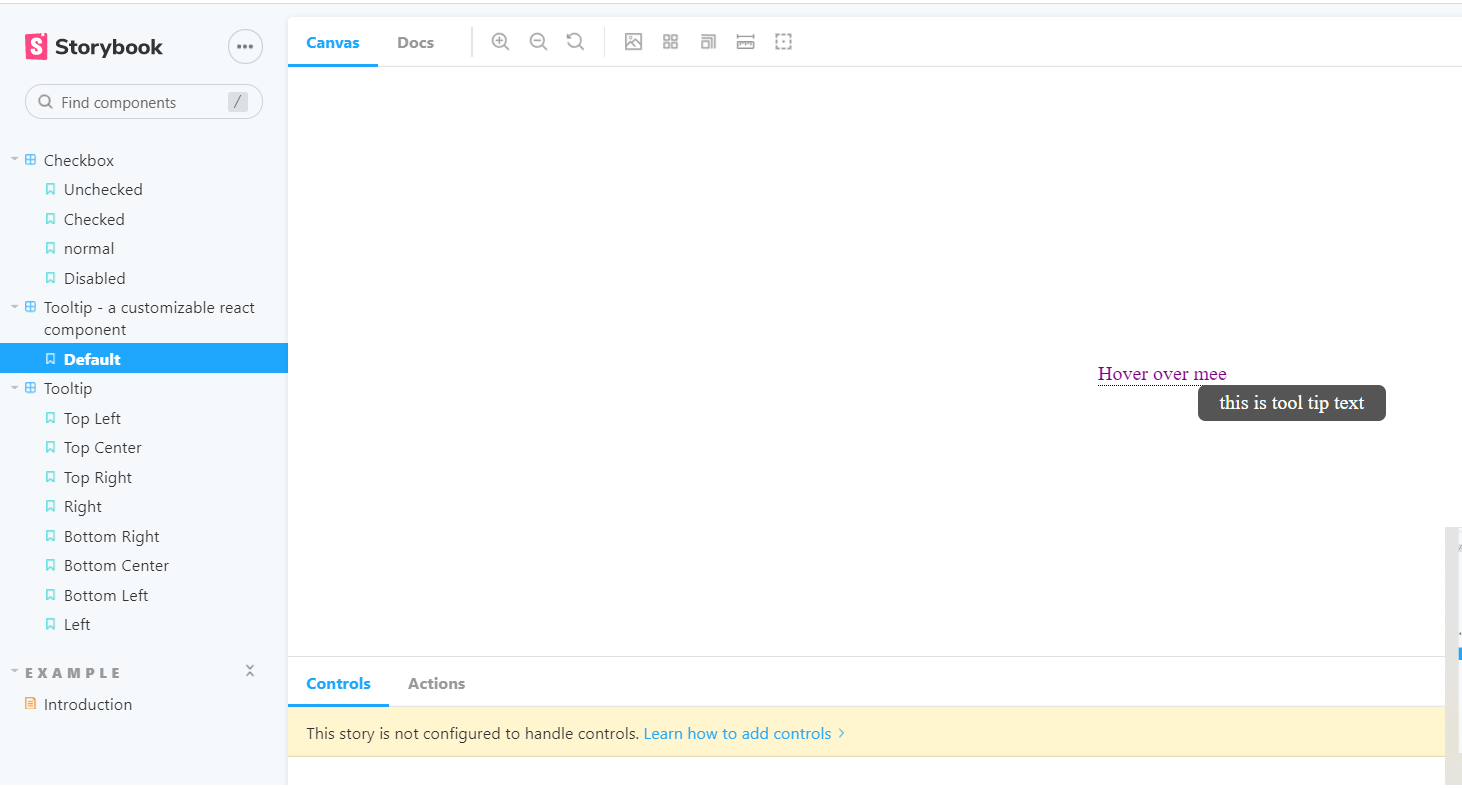 Storybook
Find components /
Checkbox
Unchecked
Checked
normal
Disabled
Tooltip - a customizable react
component
Default
Tooltip
Top Left
Top Center
Top Right
Right
Bottom Right
Bottom Center
Bottom Left
Left
EXAMPLE
Introduction
Canvas Docs
Hover over mee
this is tool tip text
Controls Actions
This story is not configured to handle controls. Learn how to add controls